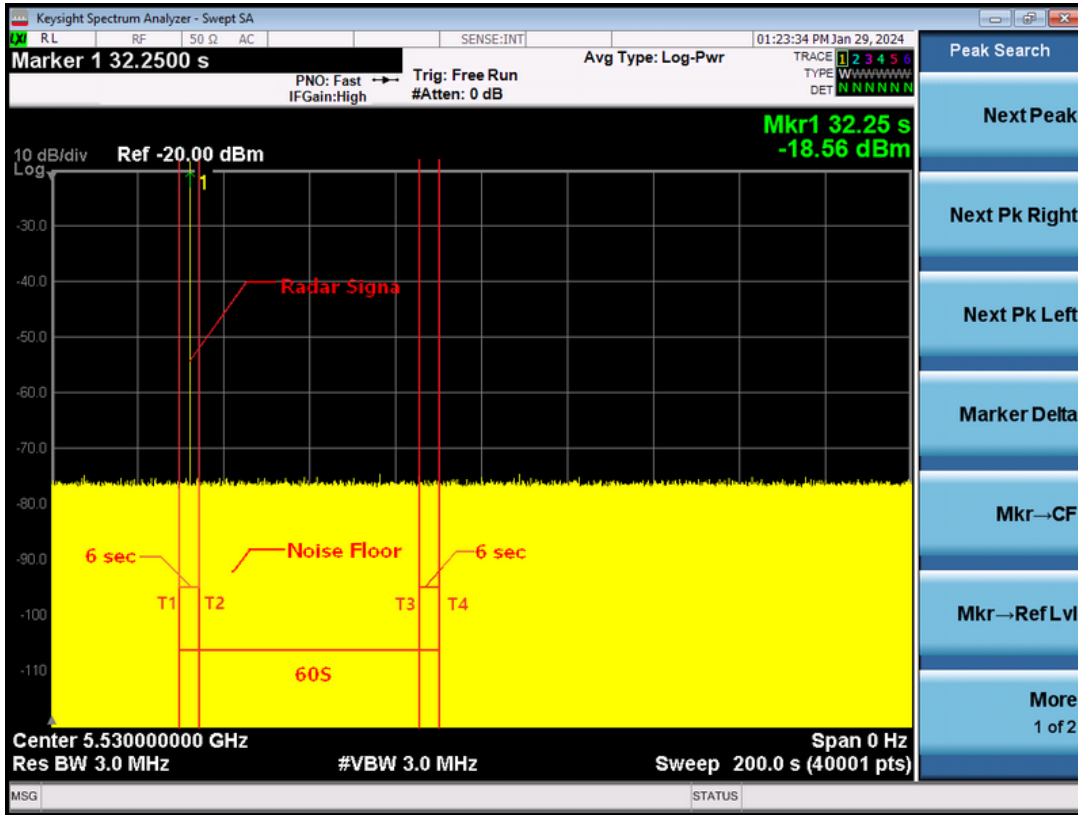 Keysight Spectrum Analyzer - Swept SA
LXI RL RF 50 Ω AC SENSE:INT 01:23:34 PM Jan 29, 2024
Marker 1 32.2500 s
PNO: Fast
IFGain:High
Trig: Free Run
#Atten: 0 dB
Avg Type: Log-Pwr
TRACE 1 2 3 4 5 6
TYPE WWWWWWW
DET N N N N N N
Mkr1 32.25 s
-18.56 dBm
10 dB/div Ref -20.00 dBm
Log
1
-30.0
-40.0
Radar Signa
-50.0
-60.0
-70.0
-80.0
-90.0
6 sec
Noise Floor
6 sec
T1 T2 T3 T4
-100
-110
60S
Center 5.530000000 GHz Span 0 Hz
Res BW 3.0 MHz #VBW 3.0 MHz Sweep 200.0 s (40001 pts)
MSG STATUS
Peak Search
Next Peak
Next Pk Right
Next Pk Left
Marker Delta
Mkr→CF
Mkr→Ref Lvl
More
1 of 2